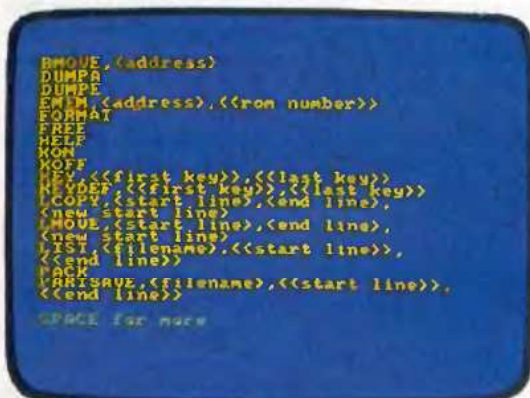 BMOVE,<address>
DUMPA
DUMPE
EMEM,<address>,<<rom number>>
FORMAT
FREE
HELP
KON
KOFF
KEY,<<first key>>,<<last key>>
KEYDEF,<<first key>>,<<last key>>
LCOPY,<start line>,<end line>,
<new start line>
LMOVE,<start line>,<end line>,
<new start line>
LIST,<filename>,<<start line>>,
<<end line>>
PACK
PARTSAVE,<filename>,<<start line>>,
<<end line>>
SPACE for more